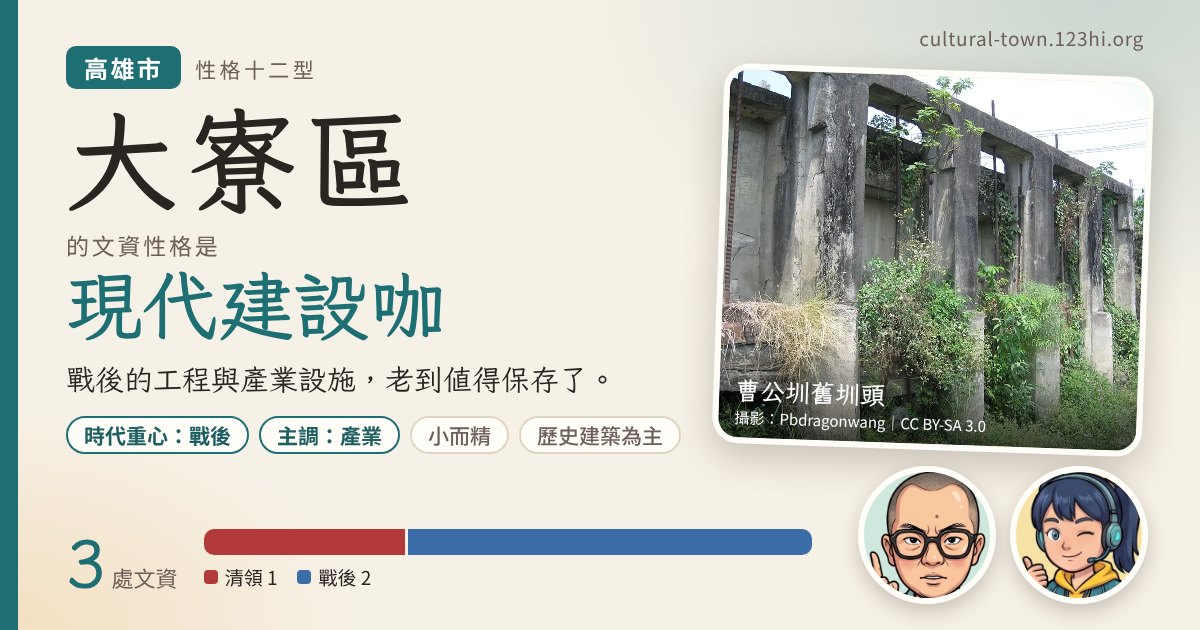 cultural-town.123hi.org
高雄市
性格十二型
大寮區
的文資性格是
現代建設咖
戰後的工程與產業設施，老到值得保存了。
時代重心：戰後
主調：產業
小而精
歷史建築為主
曹公圳舊圳頭
攝影：Pbdragonwang｜CC BY-SA 3.0
3 處文資
清領 1
戰後 2